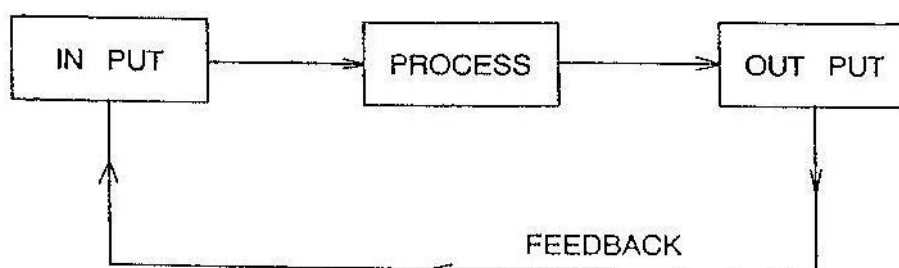 IN PUT
PROCESS
OUT PUT
FEEDBACK